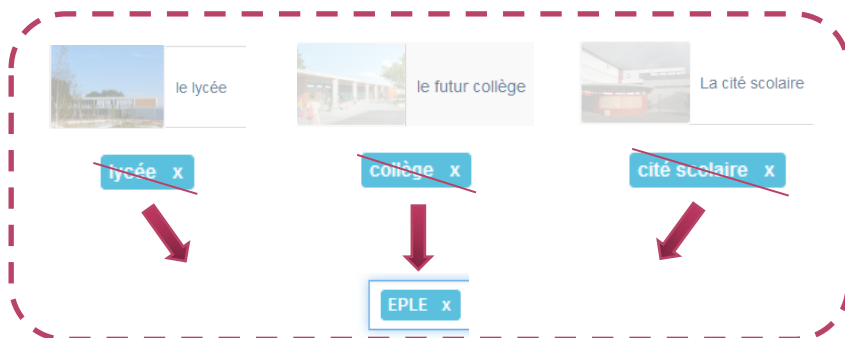 le lycée
le futur collège
La cité scolaire
lycée x
collège x
cité scolaire x
EPLE x